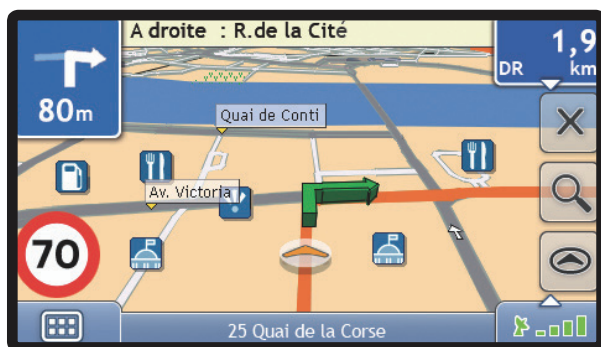 A droite : R.de la Cité
80m
1,9
DR km
Quai de Conti
Av. Victoria
70
25 Quai de la Corse